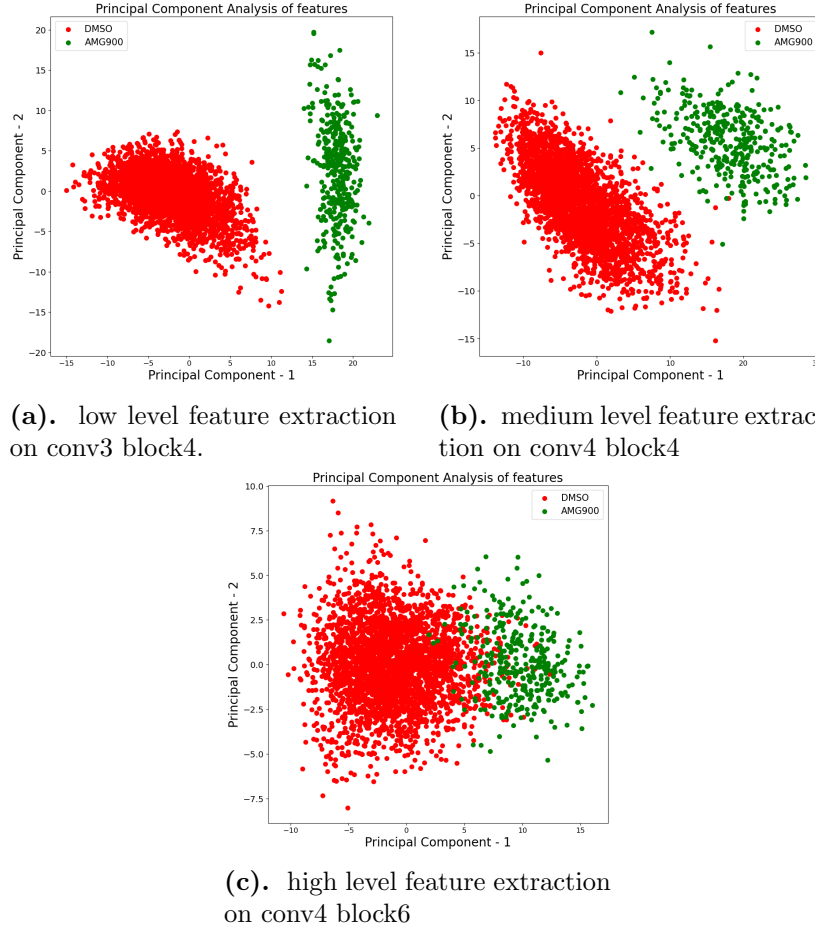 Principal Component Analysis of features
DMSO
AMG900
Principal Component - 2
20
15
10
5
0
−5
−10
−15
−20
−15
−10
−5
0
5
10
15
20
Principal Component - 1
(a). low level feature extraction
on conv3 block4.
Principal Component Analysis of features
DMSO
AMG900
Principal Component - 2
15
10
5
0
−5
−10
−15
−10
0
10
20
Principal Component - 1
(b). medium level feature extrac
tion on conv4 block4
Principal Component Analysis of features
DMSO
AMG900
Principal Component - 2
10.0
7.5
5.0
2.5
0.0
−2.5
−5.0
−7.5
−10
−5
0
5
10
15
Principal Component - 1
(c). high level feature extraction
on conv4 block6